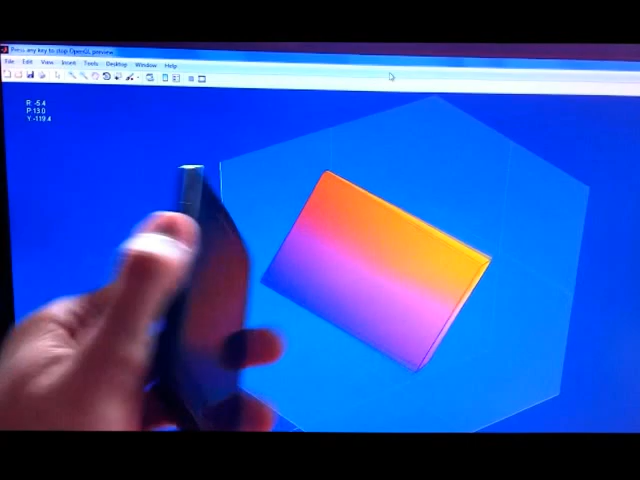 Press any key to stop OpenGL preview
File Edit View Insert Tools Desktop Window Help
R -5.4
P 13.0
Y -119.4